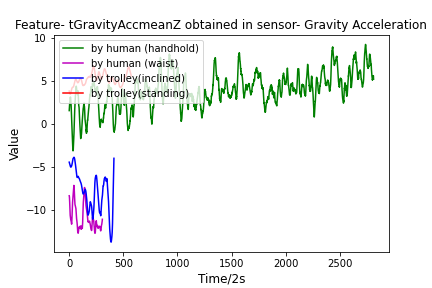 Feature- tGravityAccmeanZ obtained in sensor- Gravity Acceleration
by human (handhold)
by human (waist)
by trolley(inclined)
by trolley(standing)
Value
10
5
0
−5
−10
0
500
1000
1500
2000
2500
Time/2s